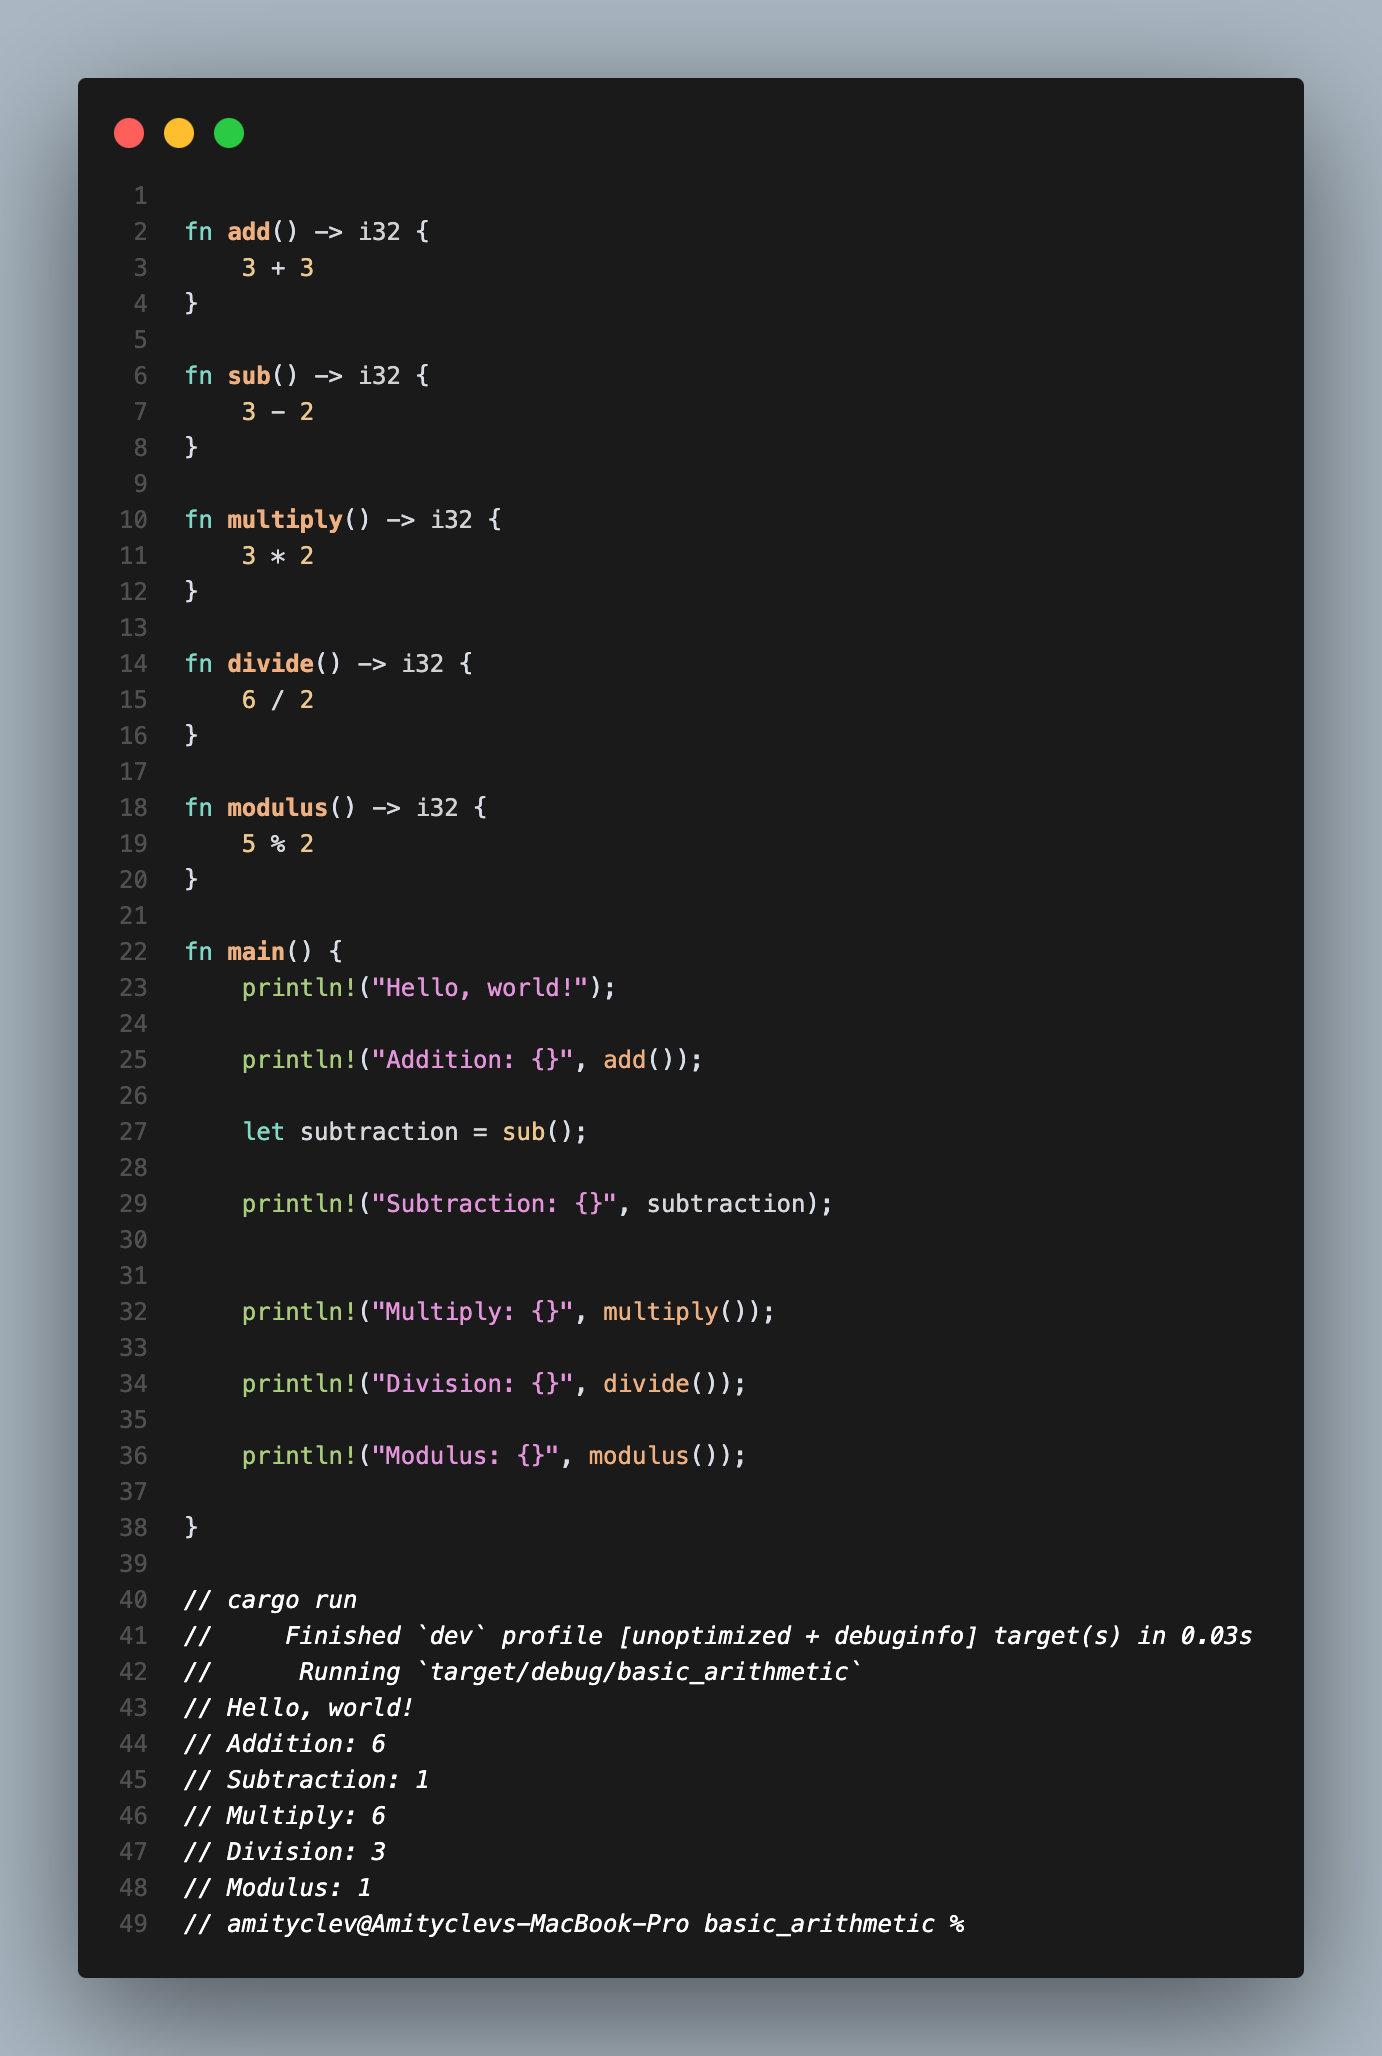 1
2 fn add() -> i32 {
3     3 + 3
4 }
5
6 fn sub() -> i32 {
7     3 - 2
8 }
9
10 fn multiply() -> i32 {
11     3 * 2
12 }
13
14 fn divide() -> i32 {
15     6 / 2
16 }
17
18 fn modulus() -> i32 {
19     5 % 2
20 }
21
22 fn main() {
23     println!("Hello, world!");
24
25     println!("Addition: {}", add());
26
27     let subtraction = sub();
28
29     println!("Subtraction: {}", subtraction);
30
31
32     println!("Multiply: {}", multiply());
33
34     println!("Division: {}", divide());
35
36     println!("Modulus: {}", modulus());
37
38 }
39
40 // cargo run
41 //     Finished `dev` profile [unoptimized + debuginfo] target(s) in 0.03s
42 //      Running `target/debug/basic_arithmetic`
43 // Hello, world!
44 // Addition: 6
45 // Subtraction: 1
46 // Multiply: 6
47 // Division: 3
48 // Modulus: 1
49 // amityclev@Amityclevs-MacBook-Pro basic_arithmetic %